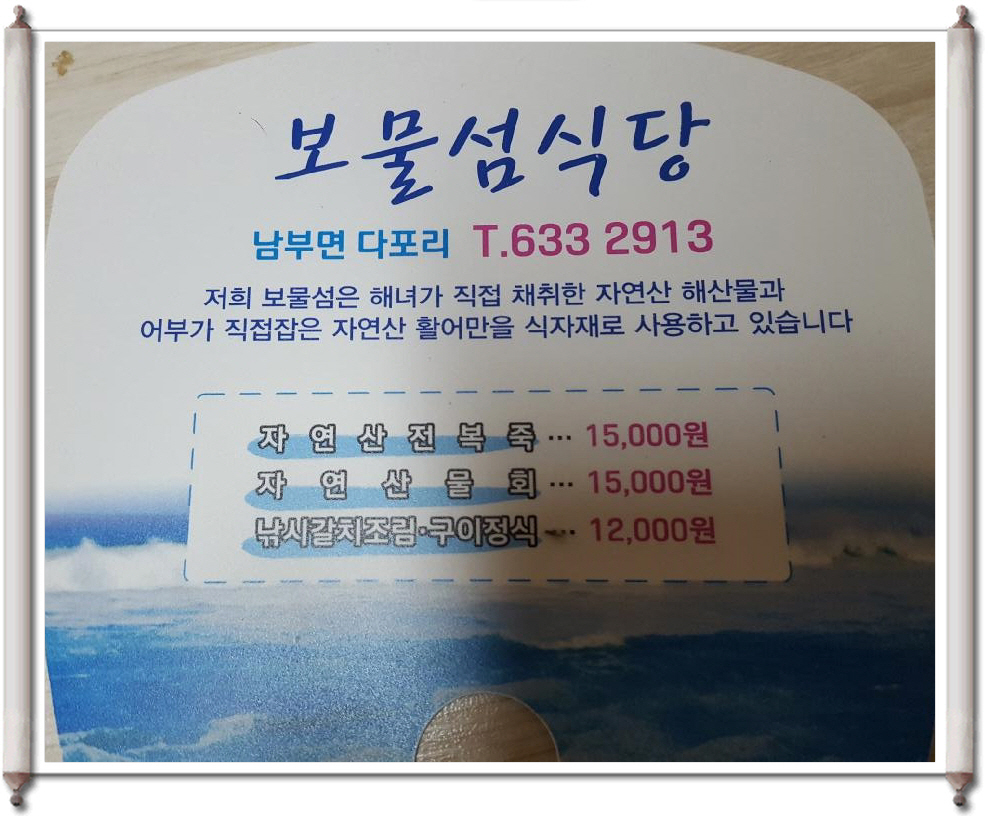 보물섬식당
남부면 다포리 T.633 2913
저희 보물섬은 해녀가 직접 채취한 자연산 해산물과
어부가 직접잡은 자연산 활어만을 식자재로 사용하고 있습니다
자연산전복죽 ··· 15,000원
자연산물회 ··· 15,000원
낚시갈치조림·구이정식 ··· 12,000원